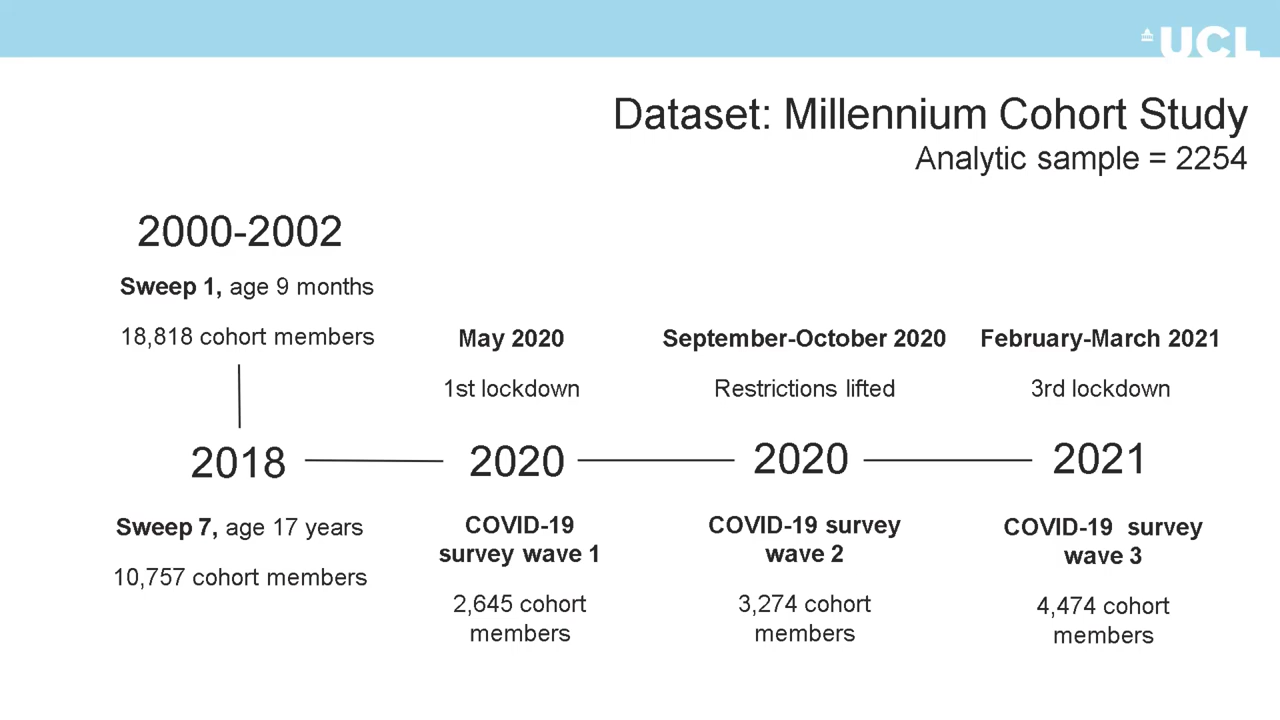 UCL
Dataset: Millennium Cohort Study
Analytic sample = 2254
2000-2002
Sweep 1, age 9 months
18,818 cohort members
2018
Sweep 7, age 17 years
10,757 cohort members
May 2020
1st lockdown
2020
COVID-19
survey wave 1
2,645 cohort
members
September-October 2020
Restrictions lifted
2020
COVID-19 survey
wave 2
3,274 cohort
members
February-March 2021
3rd lockdown
2021
COVID-19 survey
wave 3
4,474 cohort
members